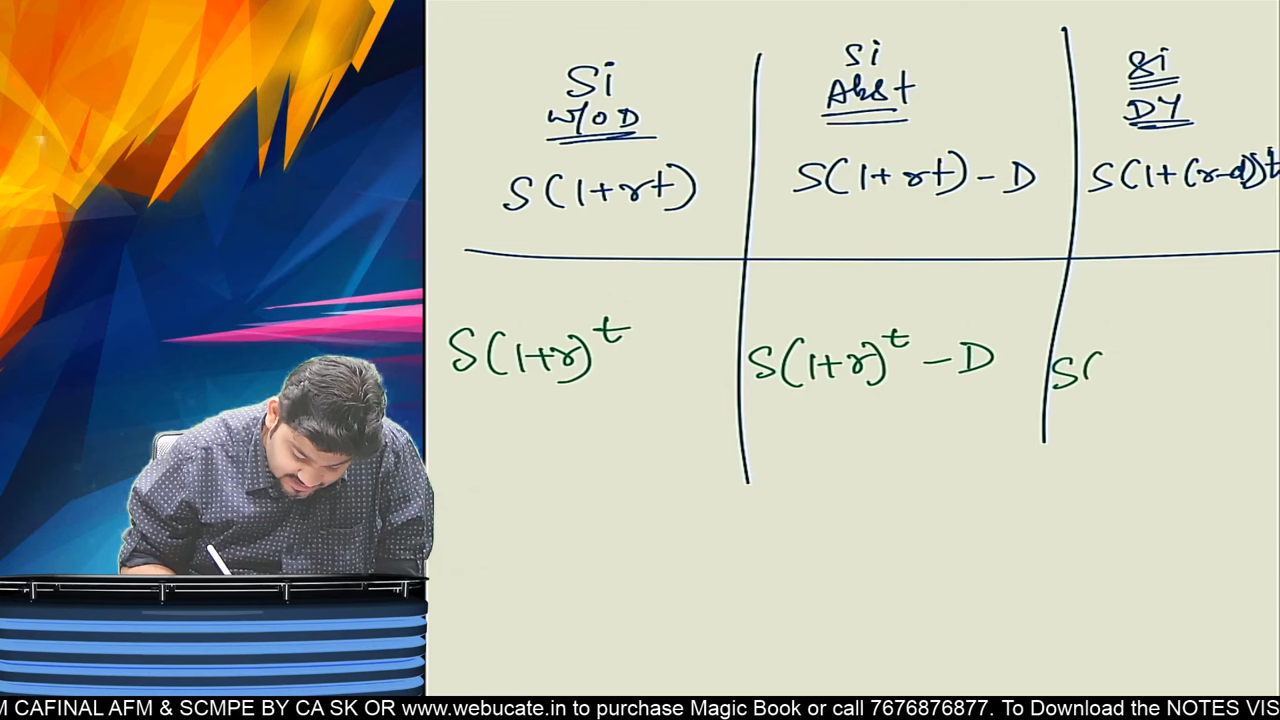 Si
W/O D
S(1+rt)
Si
Abst
S(1+rt)-D
Si
DY
S(1+(r-d))t
S(1+r)^t
S(1+r)^t - D
S(
M CAFINAL AFM & SCMPE BY CA SK OR www.webucate.in to purchase Magic Book or call 7676876877. To Download the NOTES VIS